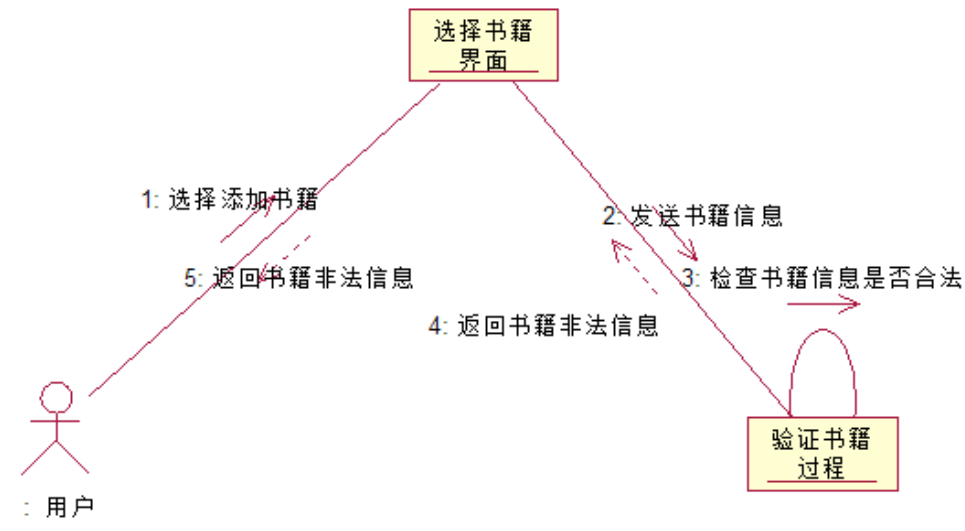 选择书籍
界面
1: 选择添加书籍
2: 发送书籍信息
5: 返回书籍非法信息
3: 检查书籍信息是否合法
4: 返回书籍非法信息
验证书籍
过程
: 用户